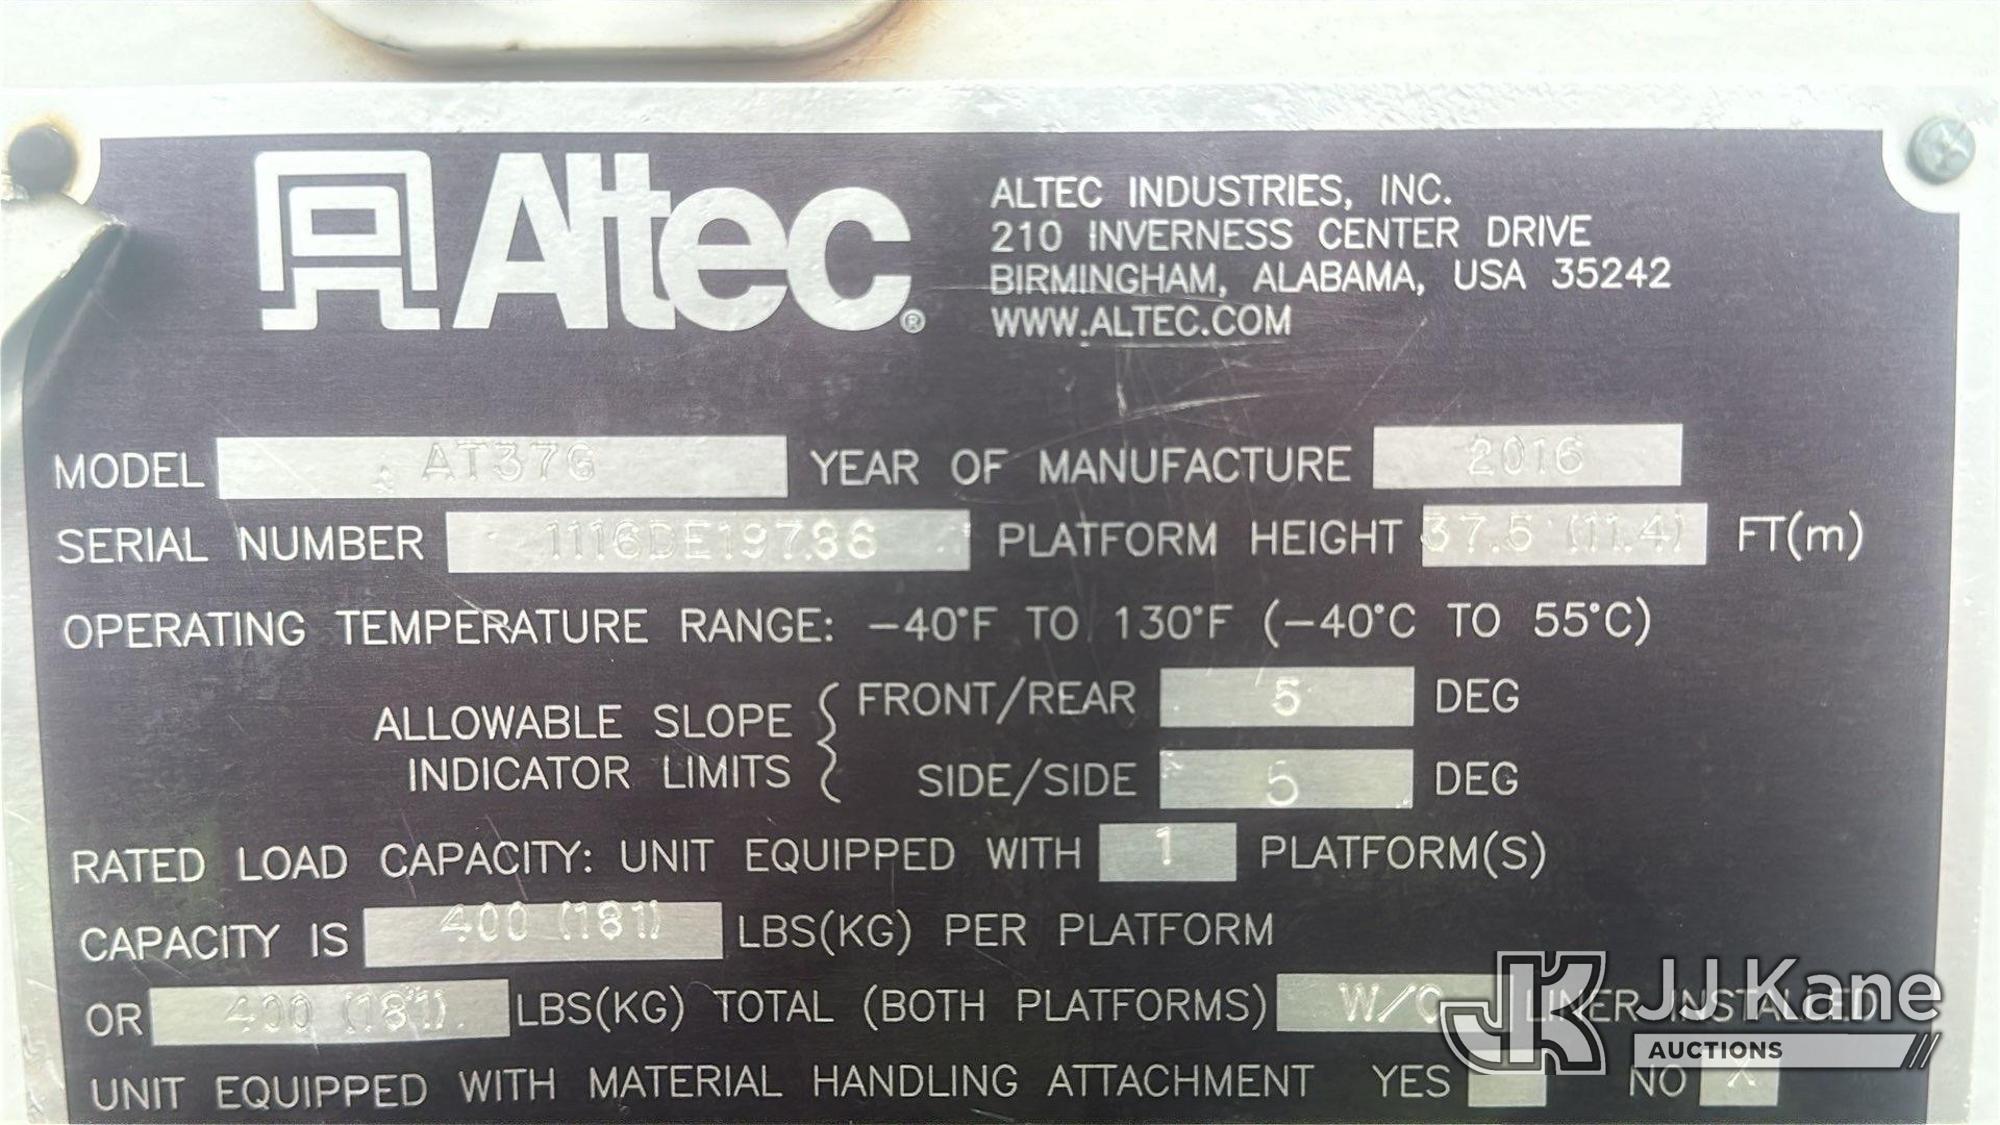 Altec®
ALTEC INDUSTRIES, INC.
210 INVERNESS CENTER DRIVE
BIRMINGHAM, ALABAMA, USA 35242
WWW.ALTEC.COM
MODEL AT37G YEAR OF MANUFACTURE 2016
SERIAL NUMBER 1116DE19786 PLATFORM HEIGHT 37.5 (11.4) FT(m)
OPERATING TEMPERATURE RANGE: -40°F TO 130°F (-40°C TO 55°C)
ALLOWABLE SLOPE INDICATOR LIMITS { FRONT/REAR 5 DEG
SIDE/SIDE 5 DEG
RATED LOAD CAPACITY: UNIT EQUIPPED WITH 1 PLATFORM(S)
CAPACITY IS 400 (181) LBS(KG) PER PLATFORM
OR 400 (181) LBS(KG) TOTAL (BOTH PLATFORMS) W/O LINER INSTALLED
UNIT EQUIPPED WITH MATERIAL HANDLING ATTACHMENT YES NO X
JK JJ Kane
AUCTIONS